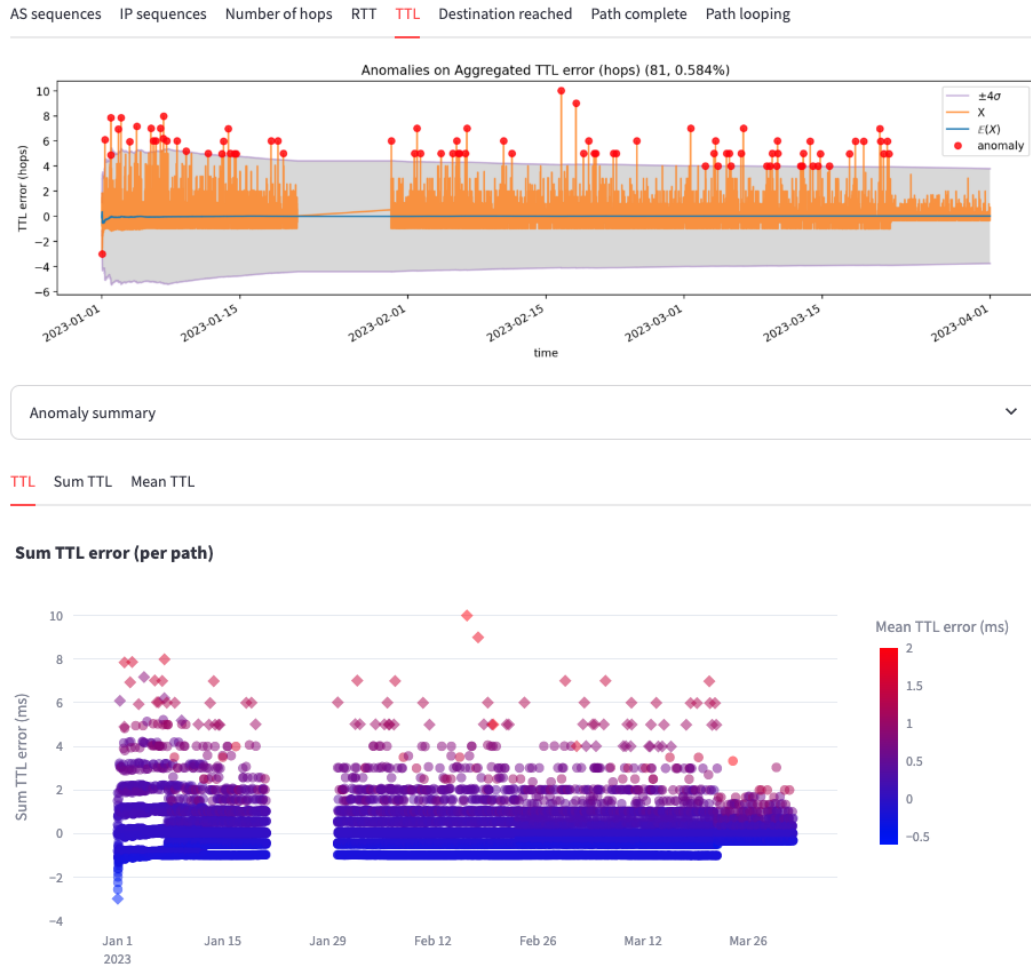 AS sequences IP sequences Number of hops RTT TTL Destination reached Path complete Path looping
Anomalies on Aggregated TTL error (hops) (81, 0.584%)
TTL error (hops)
10
8
6
4
2
0
−2
−4
−6
±4σ
X
𝔼(X)
anomaly
2023-01-01
2023-01-15
2023-02-01
2023-02-15
2023-03-01
2023-03-15
2023-04-01
time
Anomaly summary
TTL Sum TTL Mean TTL
Sum TTL error (per path)
Sum TTL error (ms)
10
8
6
4
2
0
−2
−4
Jan 1
2023
Jan 15
Jan 29
Feb 12
Feb 26
Mar 12
Mar 26
Mean TTL error (ms)
2
1.5
1
0.5
0
−0.5